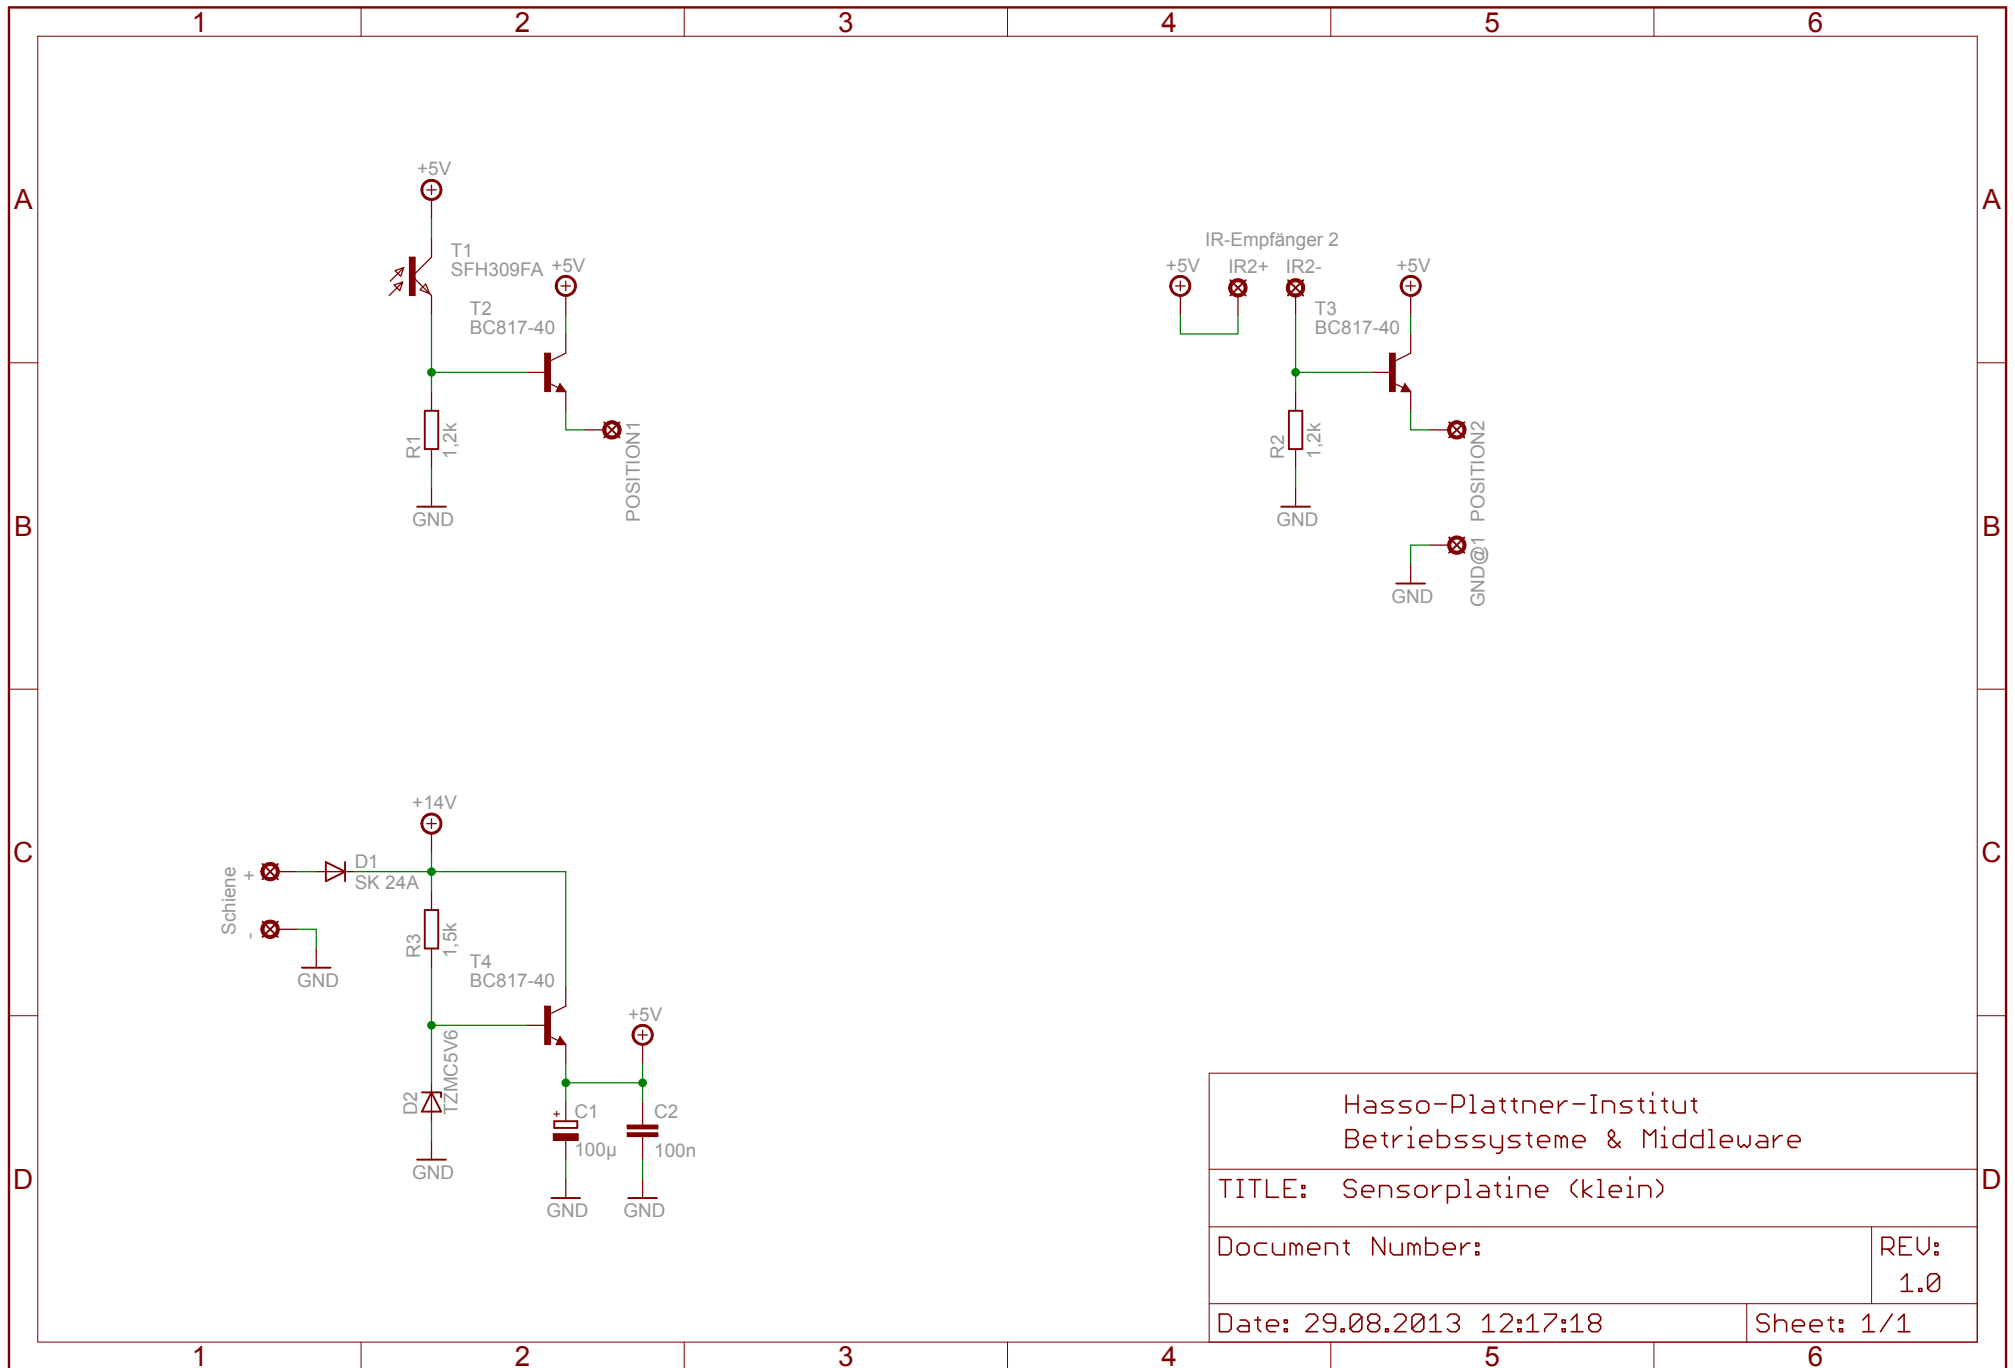 1 2 3 4 5 6
A A
+5V
T1
SFH309FA
+5V
T2
BC817-40
R1
1,2k
POSITION1
GND
IR-Empfänger 2
+5V
IR2+
IR2-
+5V
T3
BC817-40
R2
1,2k
POSITION2
GND
GND@1
GND
B B
C C
+14V
Schiene
+
-
D1
SK 24A
GND
R3
1,5k
T4
BC817-40
+5V
D2
TZMC5V6
GND
+
C1
100µ
GND
C2
100n
GND
D D
Hasso-Plattner-Institut
Betriebssysteme & Middleware
TITLE: Sensorplatine (klein)
Document Number:
REV:
1.0
Date: 29.08.2013 12:17:18
Sheet: 1/1
1 2 3 4 5 6